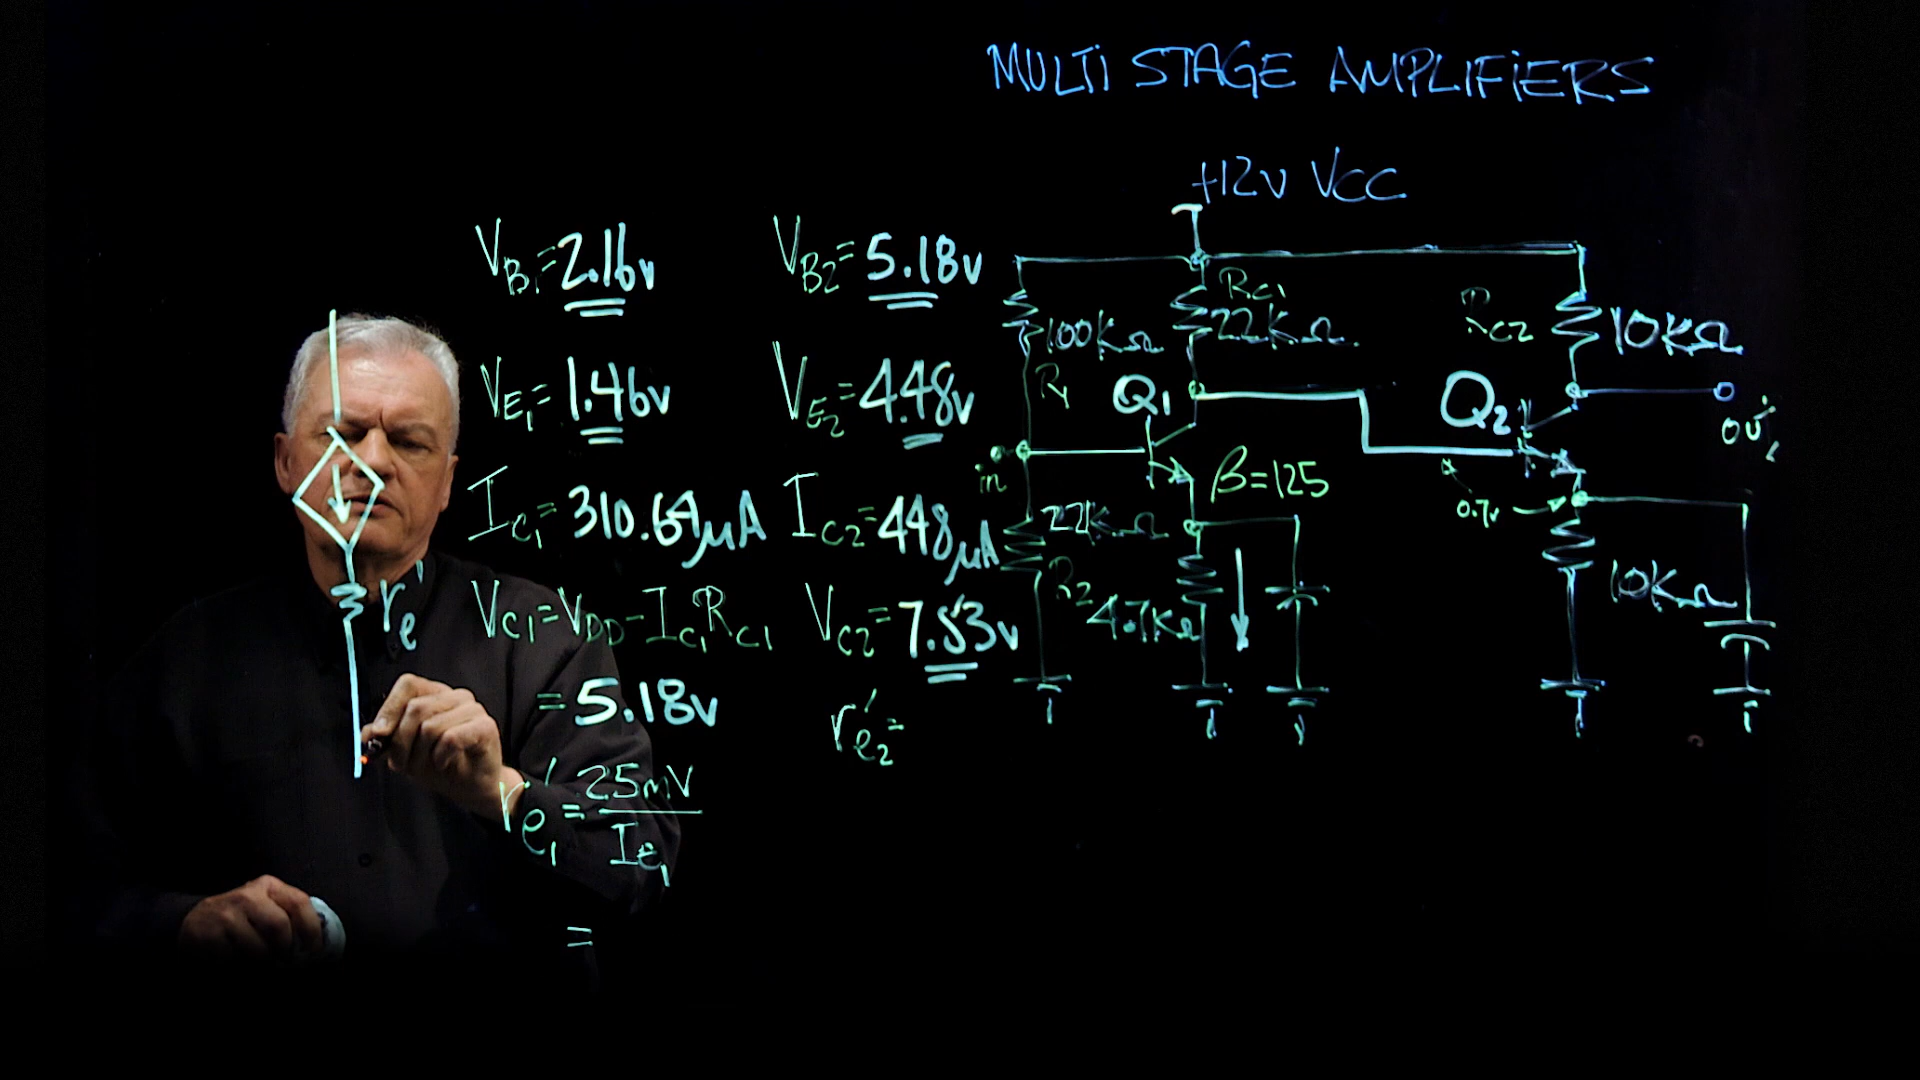 MULTI STAGE AMPLIFIERS
+12V VCC
VB1=2.16v
VE1=1.46v
IC1=310.64μA
VC1=VDD-IC1RC1
=5.18v
r'e1=25mV/Ie1
=
VB2=5.18v
VE2=4.48v
IC2=448μA
VC2=7.53v
r'e2=
r'e
RC1
22KΩ
100KΩ
R1
Q1
RC2
10KΩ
Q2
in
β=125
0.7v
22KΩ
R2
4.7KΩ
10KΩ